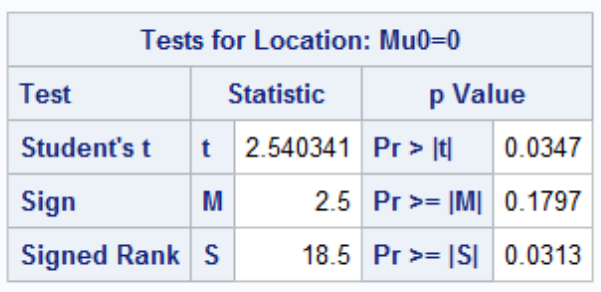 Tests for Location: Mu0=0
Test Statistic p Value
Student's t t 2.540341 Pr > |t| 0.0347
Sign M 2.5 Pr >= |M| 0.1797
Signed Rank S 18.5 Pr >= |S| 0.0313